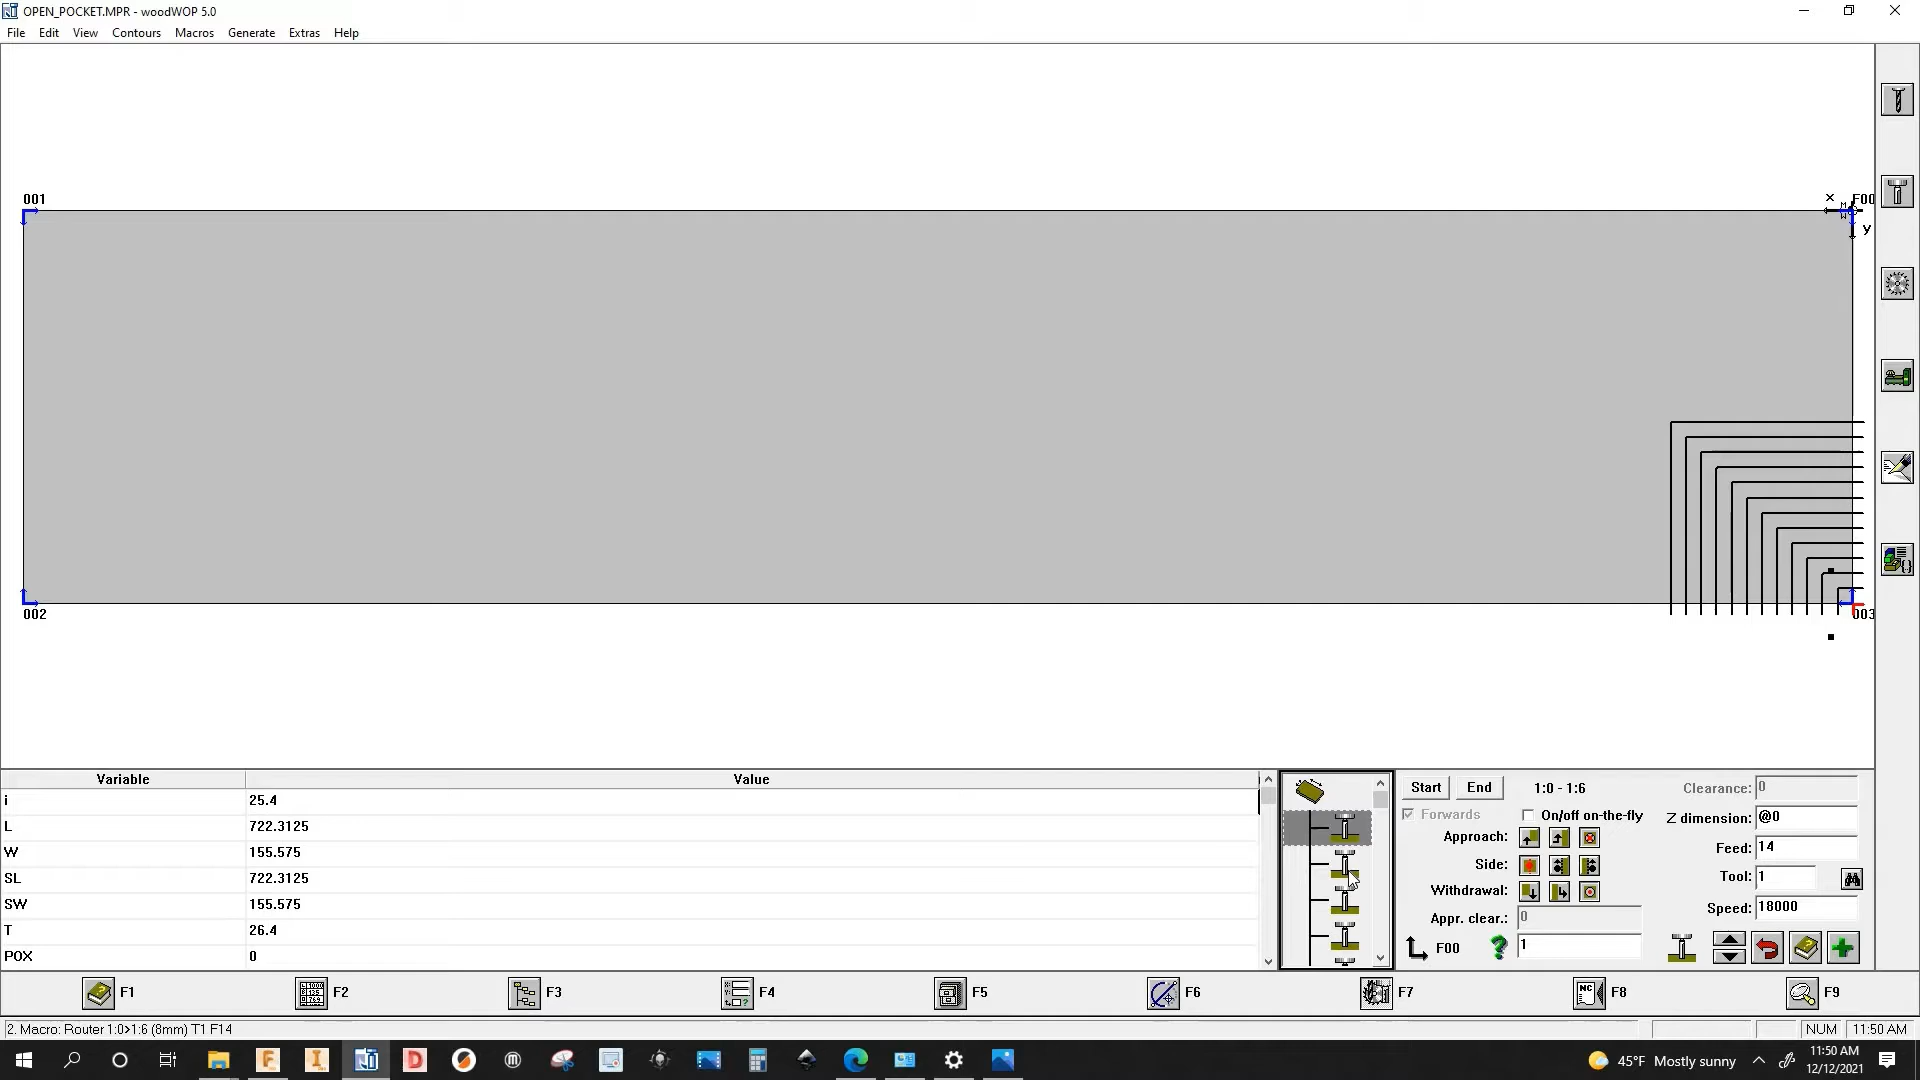 OPEN_POCKET.MPR - woodWOP 5.0
File Edit View Contours Macros Generate Extras Help
001
x F00
y
002
003
Variable Value
i 25.4
L 722.3125
W 155.575
SL 722.3125
SW 155.575
T 26.4
POX 0
Start End 1:0 - 1:6
Forwards On/off on-the-fly
Approach:
Side:
Withdrawal:
Appr. clear.: 0
F00 ? 1
Clearance: 0
Z dimension: @0
Feed: 14
Tool: 1
Speed: 18000
F1 F2 F3 F4 F5 F6 F7 NC F8 F9
2. Macro: Router 1:0>1:6 (8mm) T1 F14
NUM 11:50 AM
45°F Mostly sunny
11:50 AM
12/12/2021